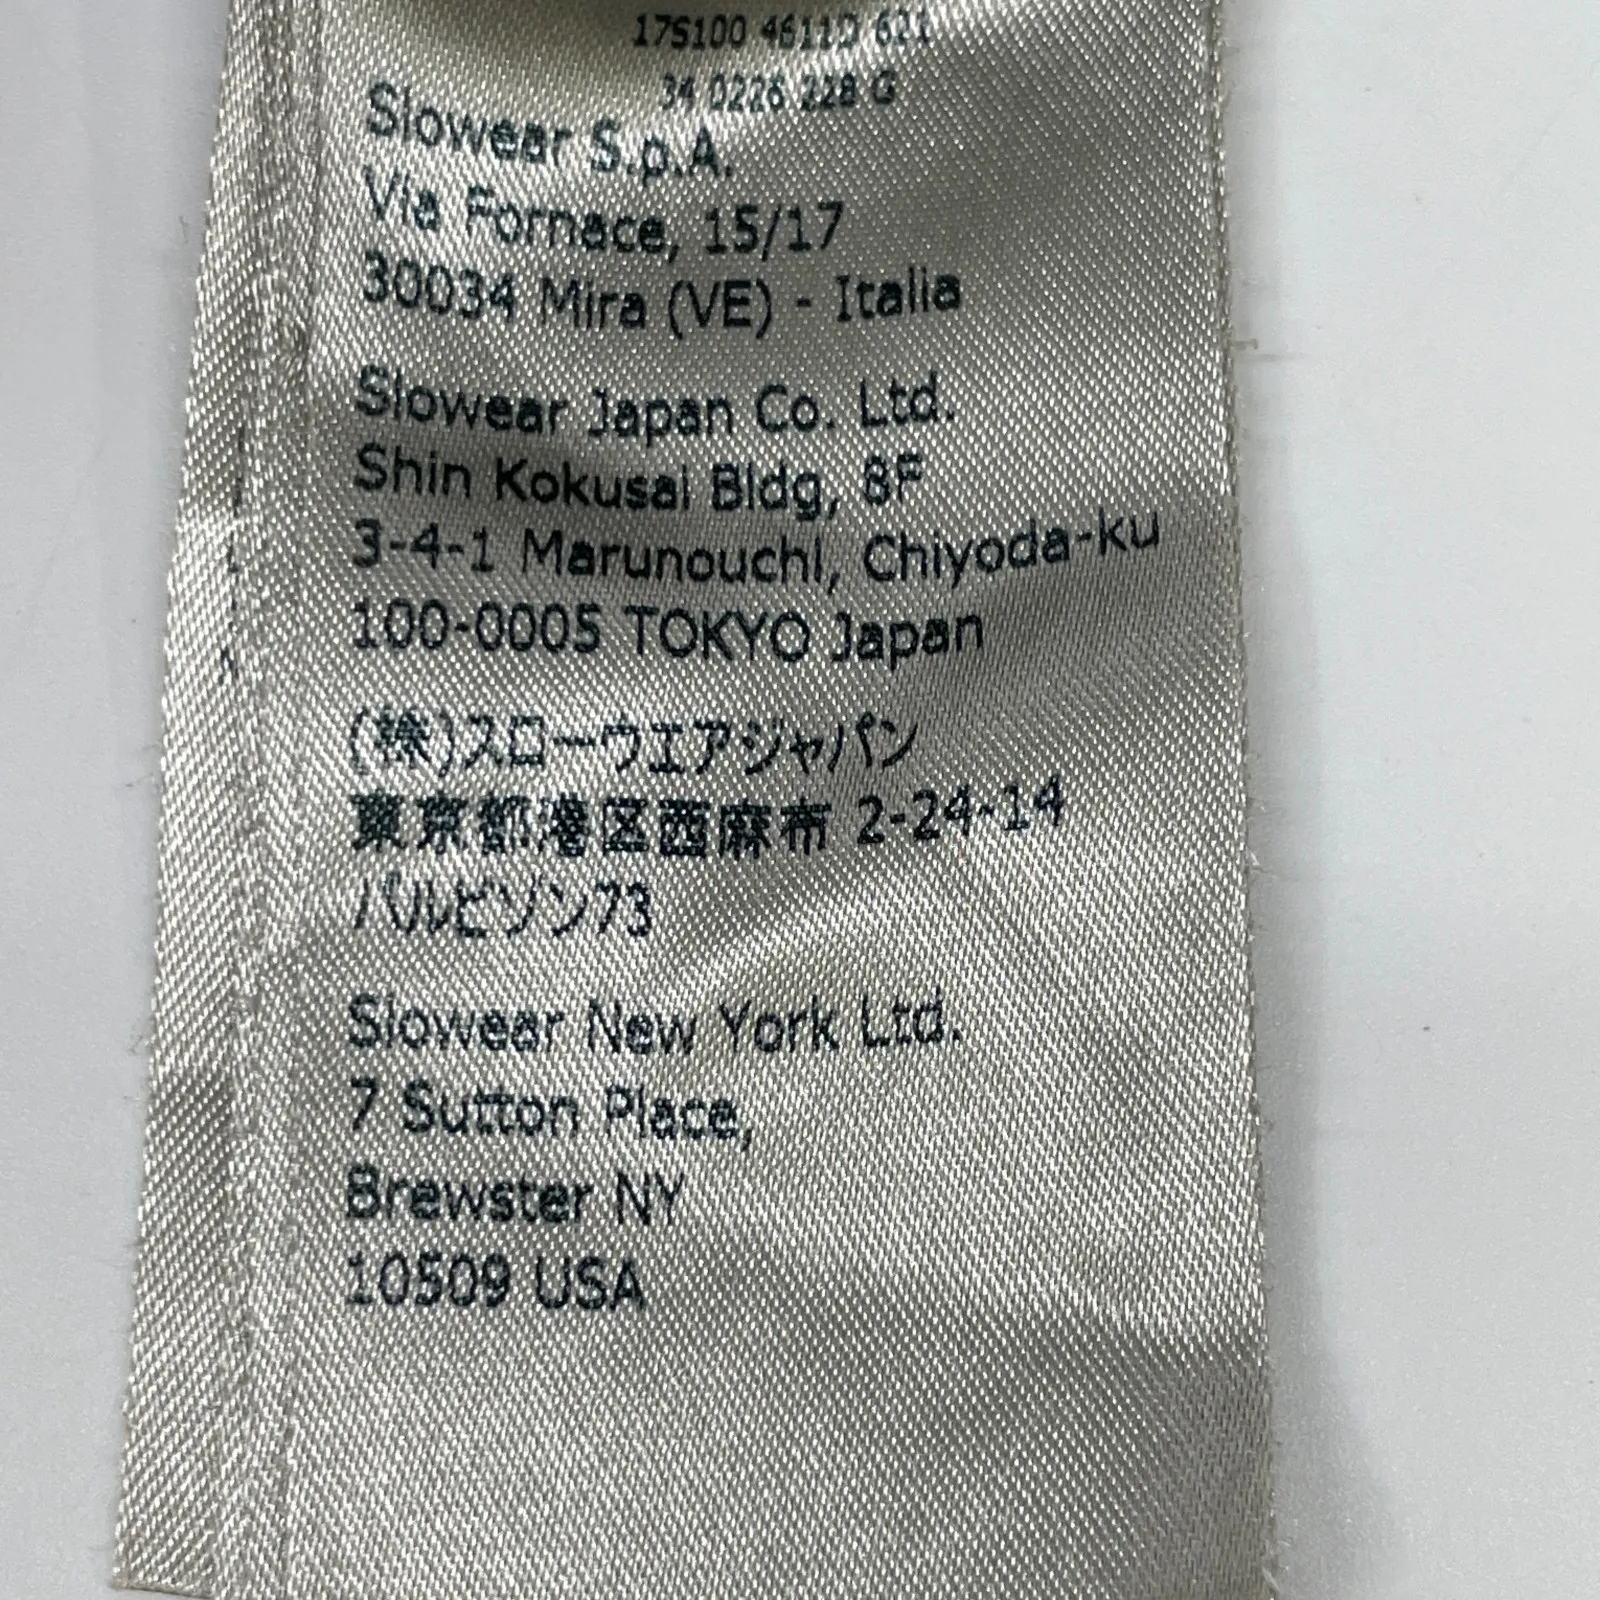 17S100 4611D 621
34 0226 228 G
Slowear S.p.A.
Via Fornace, 15/17
30034 Mira (VE) - Italia
Slowear Japan Co. Ltd.
Shin Kokusai Bldg, 8F
3-4-1 Marunouchi, Chiyoda-ku
100-0005 TOKYO Japan
(株)スローウエアジャパン
東京都港区西麻布 2-24-14
バルビゾン73
Slowear New York Ltd.
7 Sutton Place,
Brewster NY
10509 USA